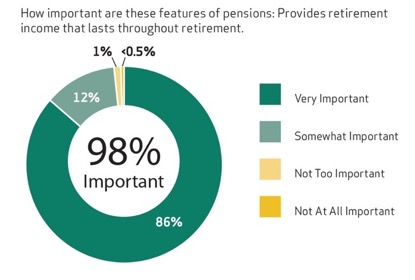 How important are these features of pensions: Provides retirement
income that lasts throughout retirement.
1% <0.5%
12%
98%
Important
86%
Very Important
Somewhat Important
Not Too Important
Not At All Important